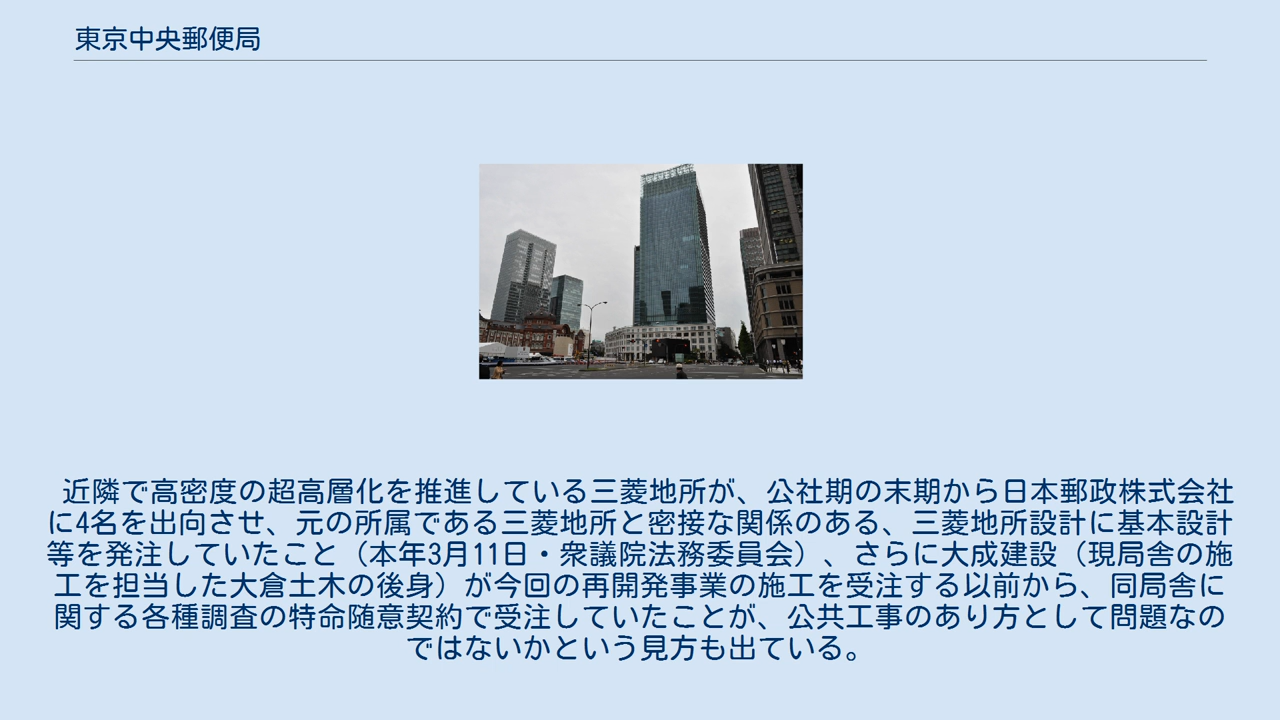 東京中央郵便局
近隣で高密度の超高層化を推進している三菱地所が、公社期の末期から日本郵政株式会社
に4名を出向させ、元の所属である三菱地所と密接な関係のある、三菱地所設計に基本設計
等を発注していたこと（本年3月11日・衆議院法務委員会）、さらに大成建設（現局舎の施
工を担当した大倉土木の後身）が今回の再開発事業の施工を受注する以前から、同局舎に
関する各種調査の特命随意契約で受注していたことが、公共工事のあり方として問題なの
ではないかという見方も出ている。